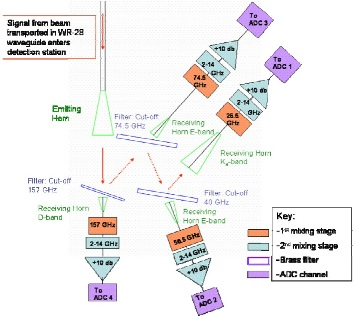 Signal from beam
transported in WR-28
waveguide enters
detection station
To
ADC 3
+10 db
2-14
GHz
74.5
GHz
To
ADC 1
+10 db
2-14
GHz
26.5
GHz
Emitting
Horn
Filter: Cut-off
74.5 GHz
Receiving
Horn E-band
Receiving
Horn
Ka-band
Filter: Cut-off
157 GHz
Filter: Cut-off
40 GHz
Receiving Horn
D-band
Receiving
Horn E-band
157 GHz
2-14 GHz
+10 db
To
ADC 4
56.5 GHz
2-14 GHz
+10 db
To
ADC 2
Key:
-1st mixing stage
-2nd mixing stage
-Brass filter
-ADC channel